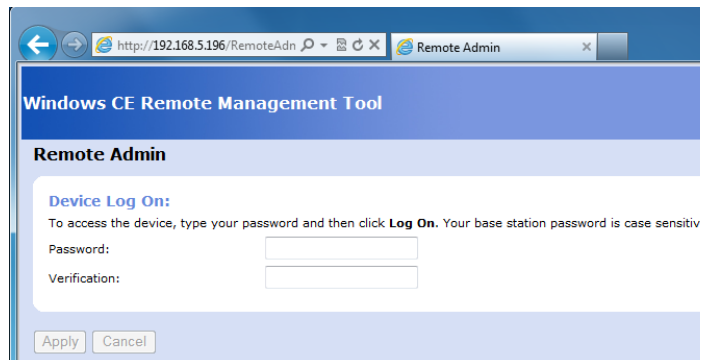 http://192.168.5.196/RemoteAdn
Remote Admin
Windows CE Remote Management Tool
Remote Admin
Device Log On:
To access the device, type your password and then click Log On. Your base station password is case sensitiv
Password:
Verification:
Apply Cancel